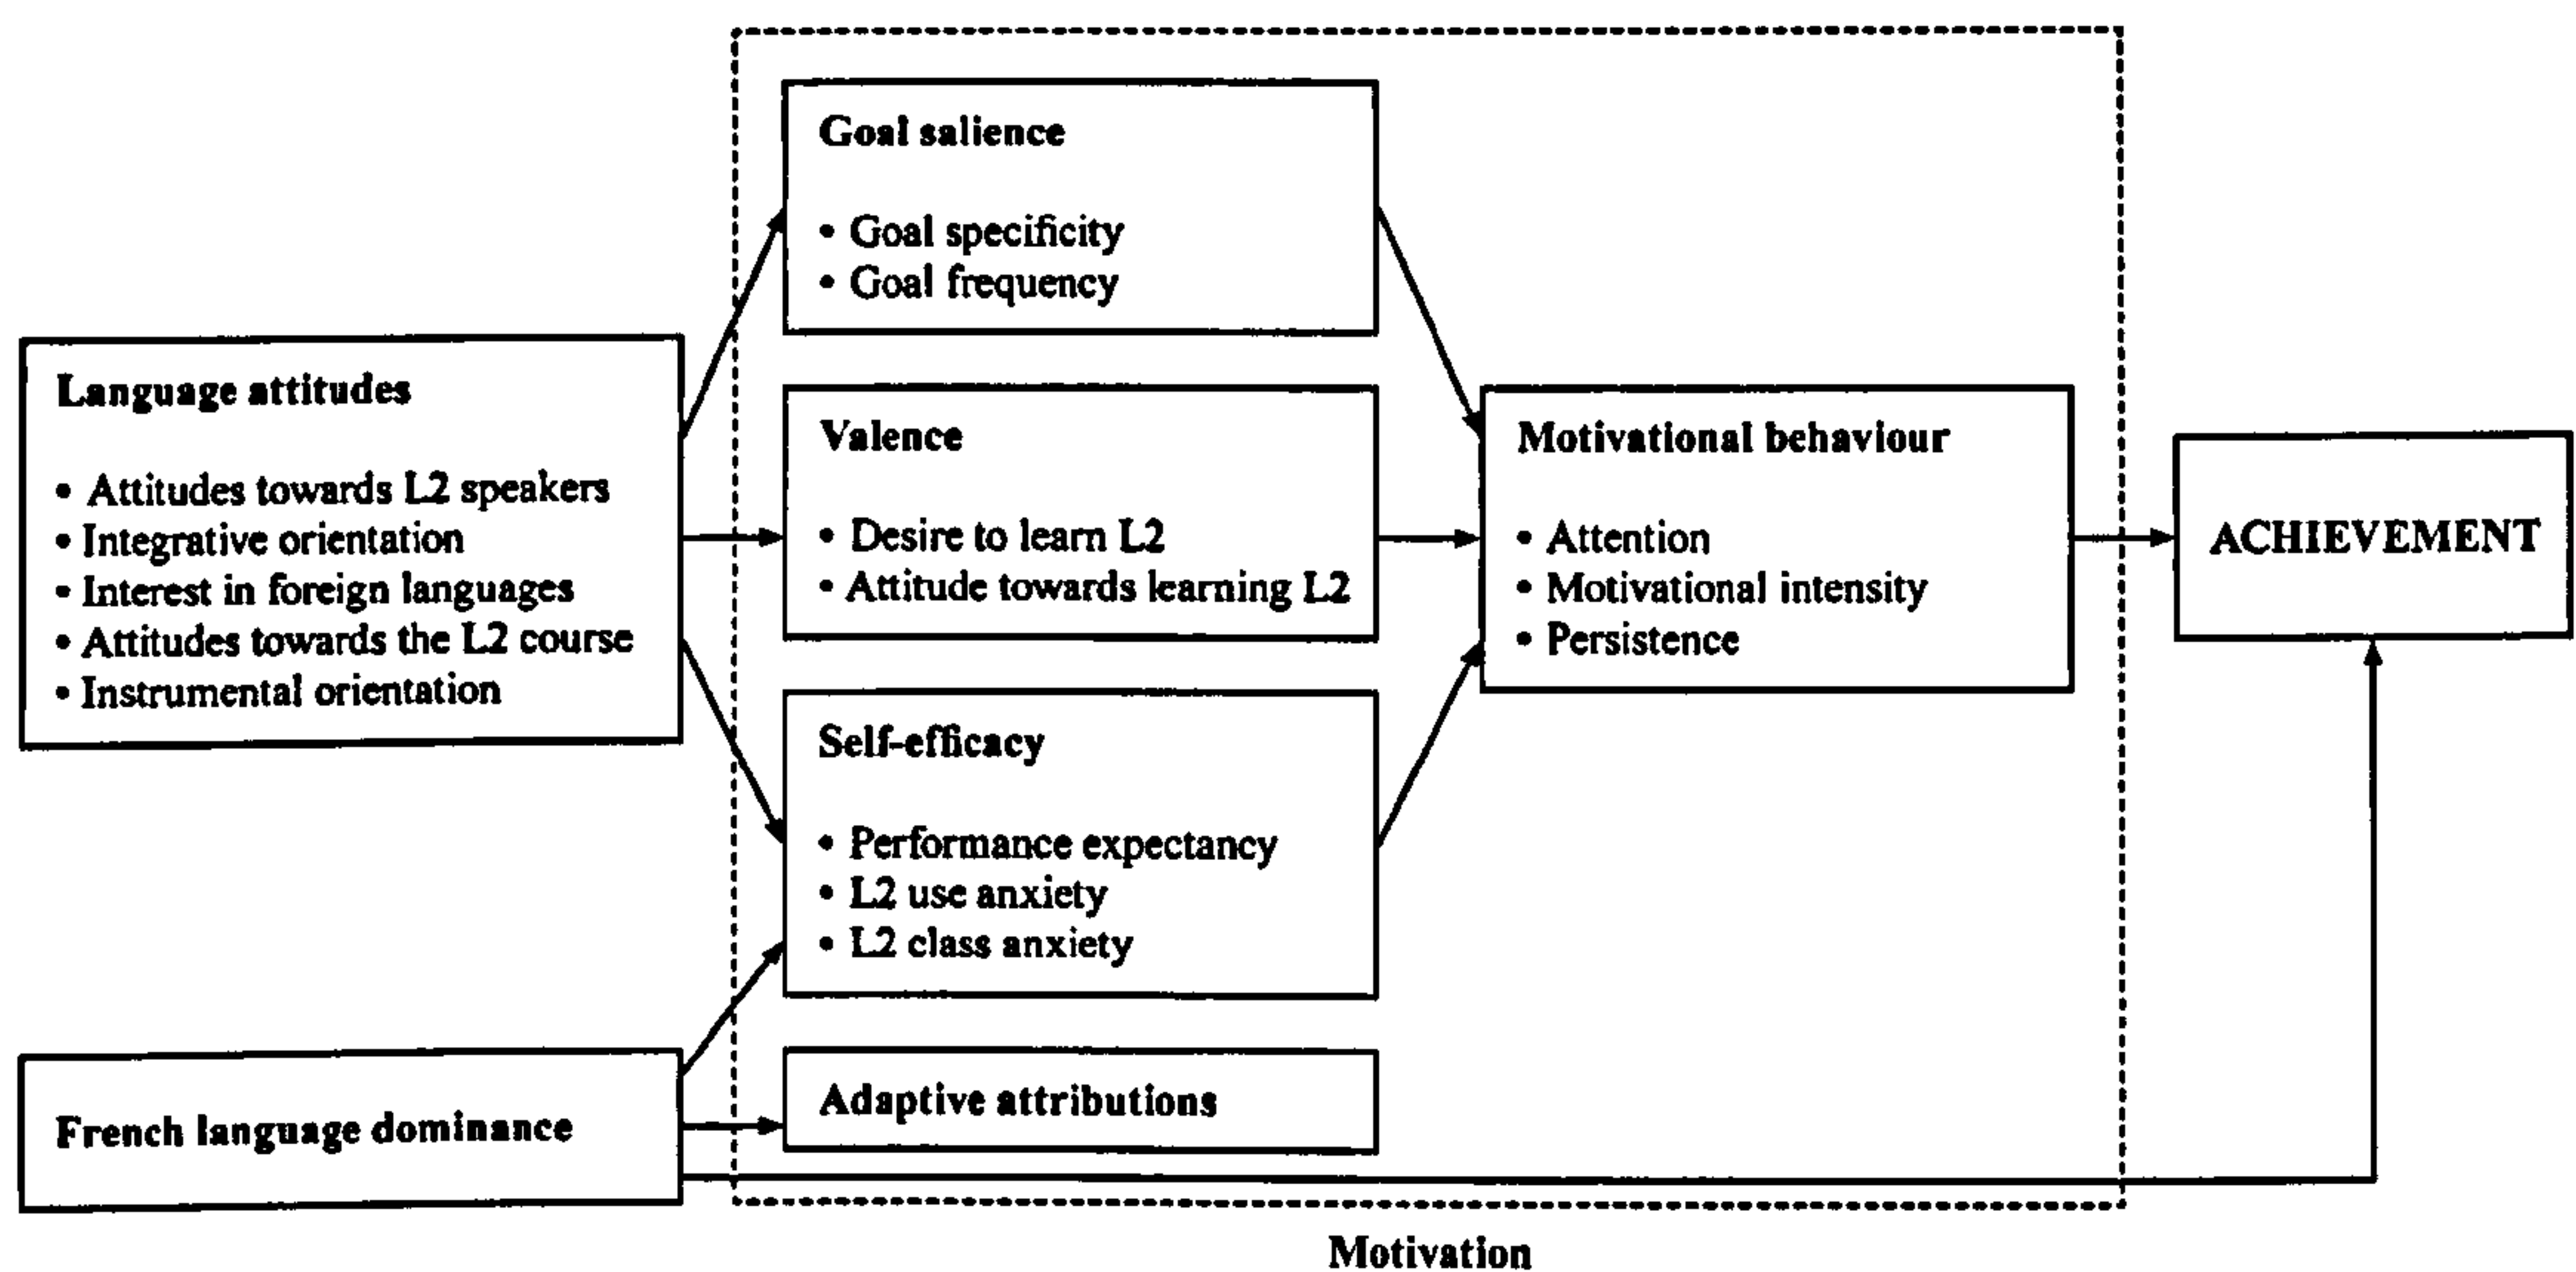 Language attitudes
• Attitudes towards L2 speakers
• Integrative orientation
• Interest in foreign languages
• Attitudes towards the L2 course
• Instrumental orientation
French language dominance
Goal salience
• Goal specificity
• Goal frequency
Valence
• Desire to learn L2
• Attitude towards learning L2
Self-efficacy
• Performance expectancy
• L2 use anxiety
• L2 class anxiety
Adaptive attributions
Motivational behaviour
• Attention
• Motivational intensity
• Persistence
ACHIEVEMENT
Motivation